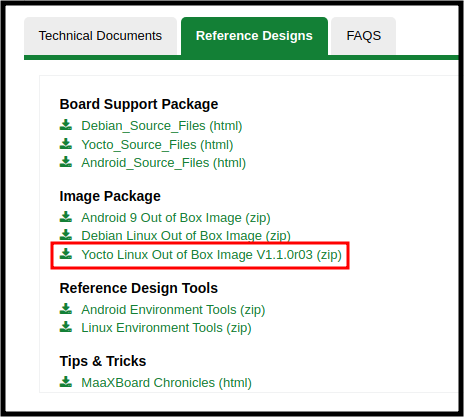 Technical Documents Reference Designs FAQS
Board Support Package
Debian_Source_Files (html)
Yocto_Source_Files (html)
Android_Source_Files (html)
Image Package
Android 9 Out of Box Image (zip)
Debian Linux Out of Box Image (zip)
Yocto Linux Out of Box Image V1.1.0r03 (zip)
Reference Design Tools
Android Environment Tools (zip)
Linux Environment Tools (zip)
Tips & Tricks
MaaXBoard Chronicles (html)